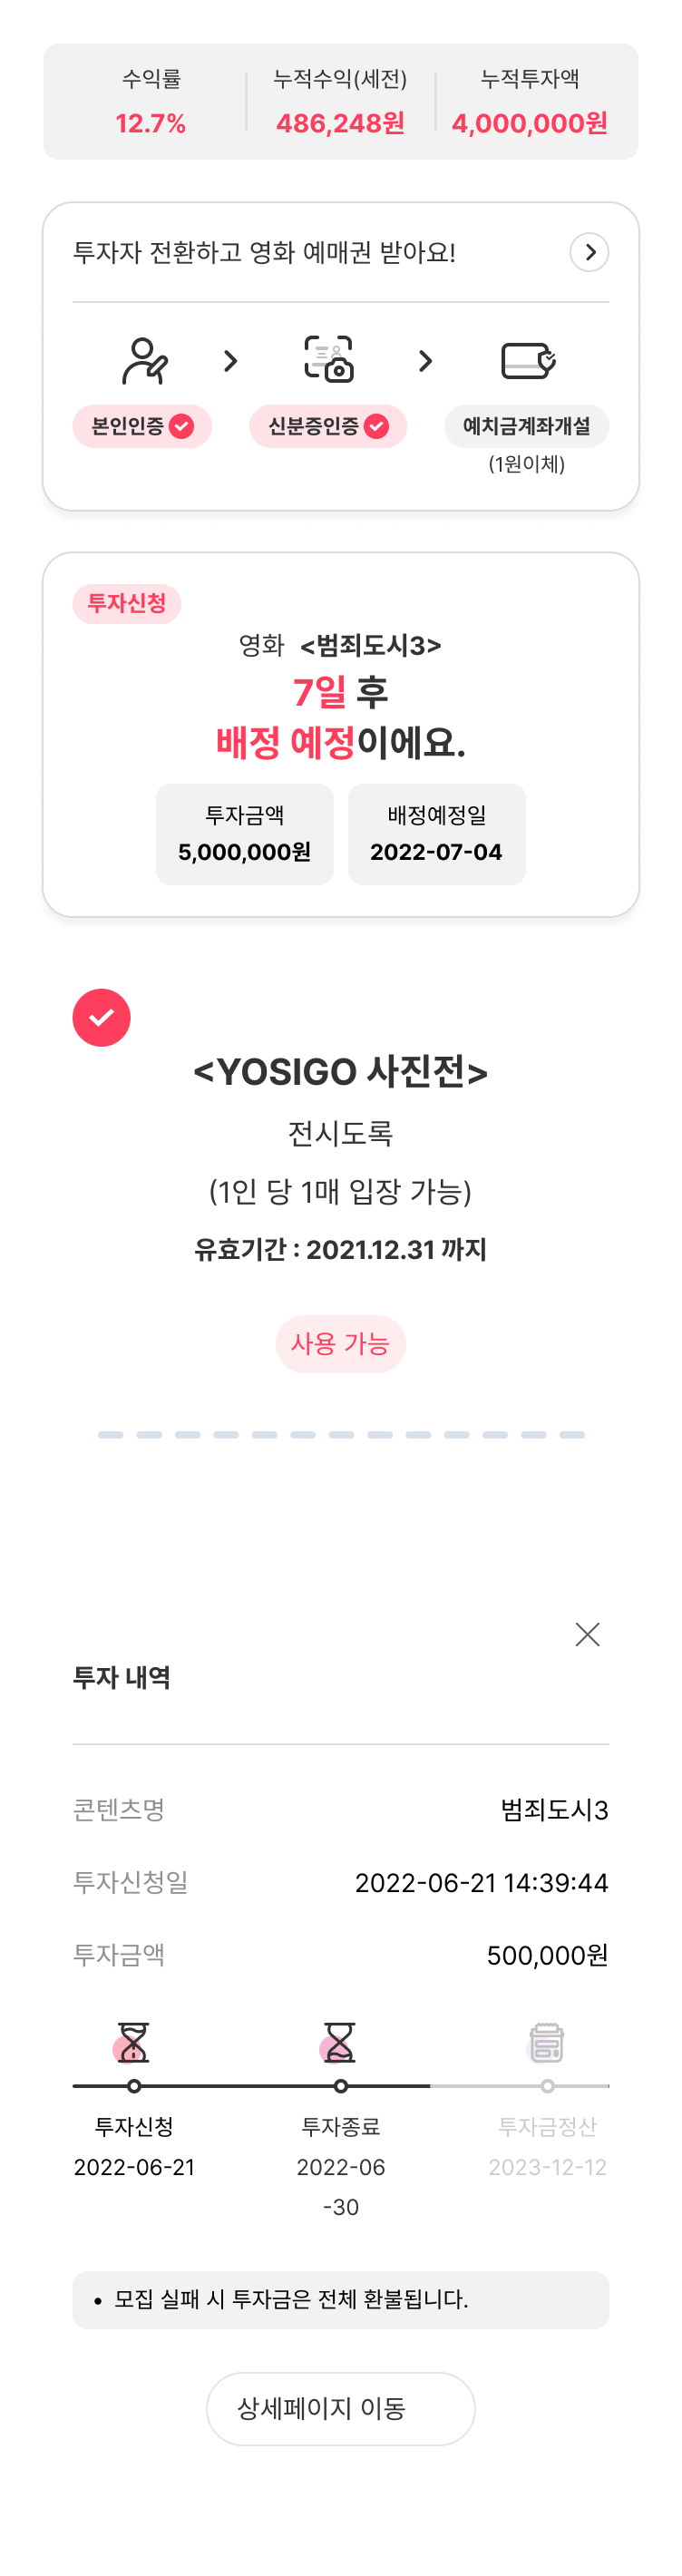 수익률 누적수익(세전) 누적투자액
12.7% 486,248원 4,000,000원
투자자 전환하고 영화 예매권 받아요!
본인인증 신분증인증 예치금계좌개설
(1원이체)
투자신청
영화 <범죄도시3>
7일 후
배정 예정이에요.
투자금액 배정예정일
5,000,000원 2022-07-04
<YOSIGO 사진전>
전시도록
(1인 당 1매 입장 가능)
유효기간 : 2021.12.31 까지
사용 가능
투자 내역
콘텐츠명 범죄도시3
투자신청일 2022-06-21 14:39:44
투자금액 500,000원
투자신청 투자종료 투자금정산
2022-06-21 2022-06 2023-12-12
-30
• 모집 실패 시 투자금은 전체 환불됩니다.
상세페이지 이동